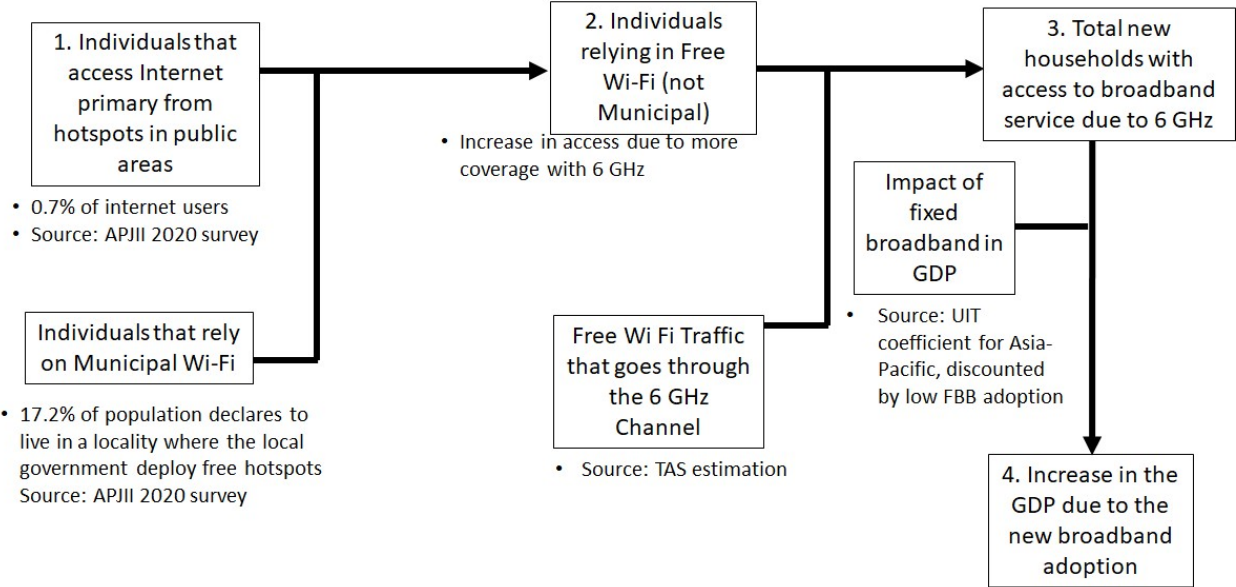 1. Individuals that
access Internet
primary from
hotspots in public
areas
• 0.7% of internet users
• Source: APJII 2020 survey
Individuals that rely
on Municipal Wi-Fi
• 17.2% of population declares to
live in a locality where the local
government deploy free hotspots
Source: APJII 2020 survey
2. Individuals
relying in Free
Wi-Fi (not
Municipal)
• Increase in access due to more
coverage with 6 GHz
Free Wi Fi Traffic
that goes through
the 6 GHz
Channel
• Source: TAS estimation
3. Total new
households with
access to broadband
service due to 6 GHz
Impact of
fixed
broadband in
GDP
• Source: UIT
coefficient for Asia-
Pacific, discounted
by low FBB adoption
4. Increase in the
GDP due to the
new broadband
adoption